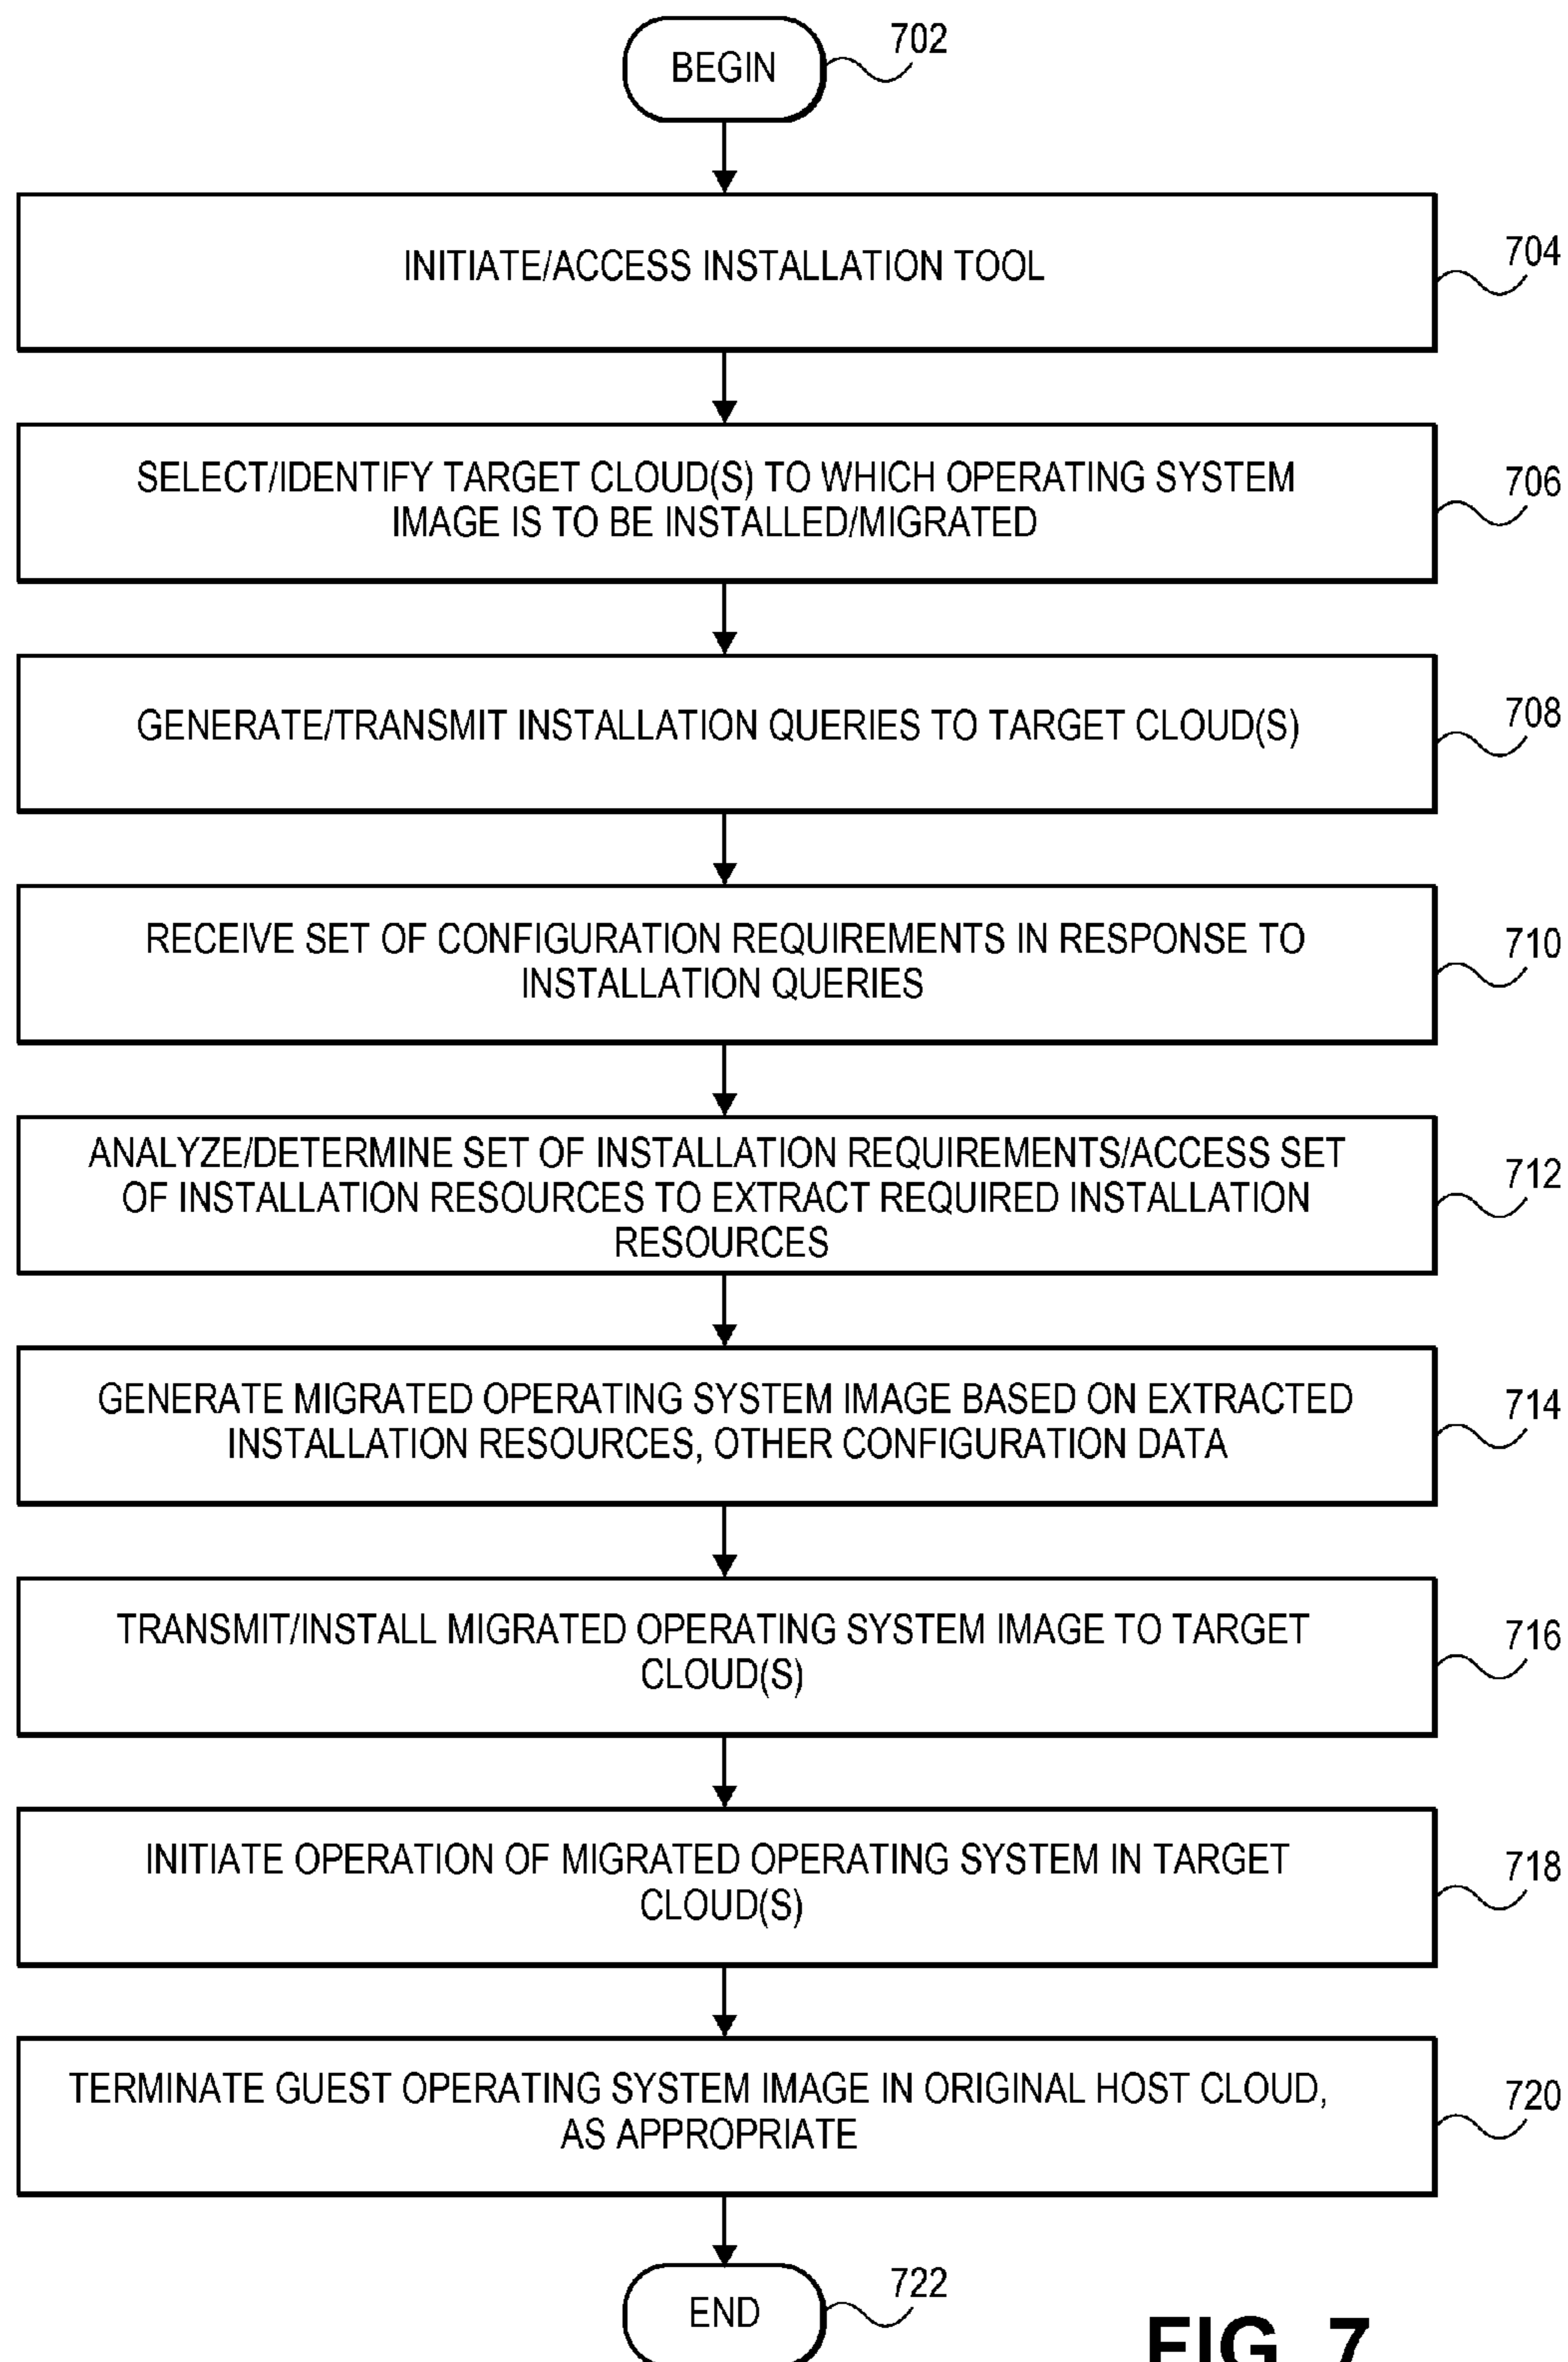 BEGIN
702
INITIATE/ACCESS INSTALLATION TOOL
704
SELECT/IDENTIFY TARGET CLOUD(S) TO WHICH OPERATING SYSTEM
IMAGE IS TO BE INSTALLED/MIGRATED
706
GENERATE/TRANSMIT INSTALLATION QUERIES TO TARGET CLOUD(S)
708
RECEIVE SET OF CONFIGURATION REQUIREMENTS IN RESPONSE TO
INSTALLATION QUERIES
710
ANALYZE/DETERMINE SET OF INSTALLATION REQUIREMENTS/ACCESS SET
OF INSTALLATION RESOURCES TO EXTRACT REQUIRED INSTALLATION
RESOURCES
712
GENERATE MIGRATED OPERATING SYSTEM IMAGE BASED ON EXTRACTED
INSTALLATION RESOURCES, OTHER CONFIGURATION DATA
714
TRANSMIT/INSTALL MIGRATED OPERATING SYSTEM IMAGE TO TARGET
CLOUD(S)
716
INITIATE OPERATION OF MIGRATED OPERATING SYSTEM IN TARGET
CLOUD(S)
718
TERMINATE GUEST OPERATING SYSTEM IMAGE IN ORIGINAL HOST CLOUD,
AS APPROPRIATE
720
END
722
FIG. 7